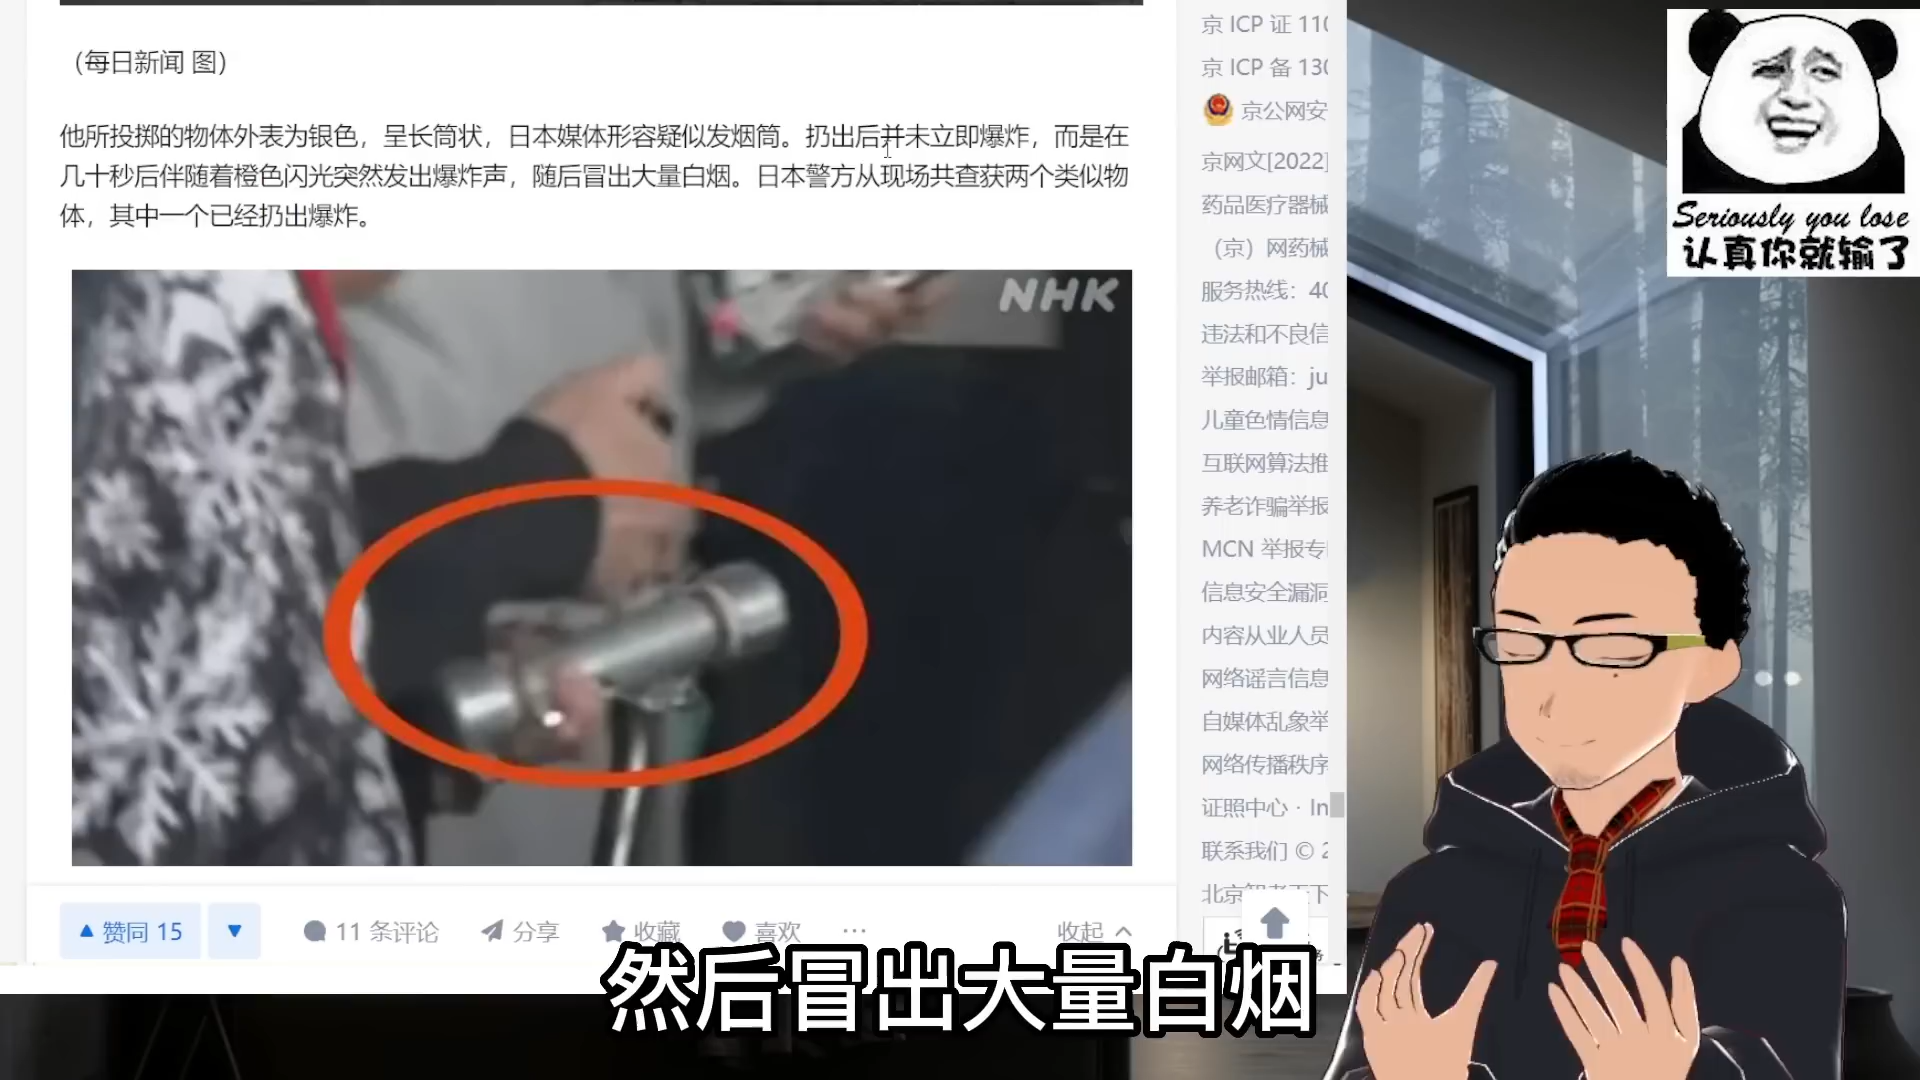 （每日新闻 图）
他所投掷的物体外表为银色，呈长筒状，日本媒体形容疑似发烟筒。扔出后并未立即爆炸，而是在
几十秒后伴随着橙色闪光突然发出爆炸声，随后冒出大量白烟。日本警方从现场共查获两个类似物
体，其中一个已经扔出爆炸。
NHK
赞同 15
11 条评论
分享
收藏
喜欢
收起
京 ICP 证 110
京 ICP 备 130
京公网安
京网文[2022]
药品医疗器械
（京）网药械
服务热线：40
违法和不良信
举报邮箱：ju
儿童色情信息
互联网算法推
养老诈骗举报
MCN 举报专
信息安全漏洞
内容从业人员
网络谣言信息
自媒体乱象举
网络传播秩序
证照中心 · In
联系我们 © 2
北京智者天下
Seriously you lose
认真你就输了
然后冒出大量白烟